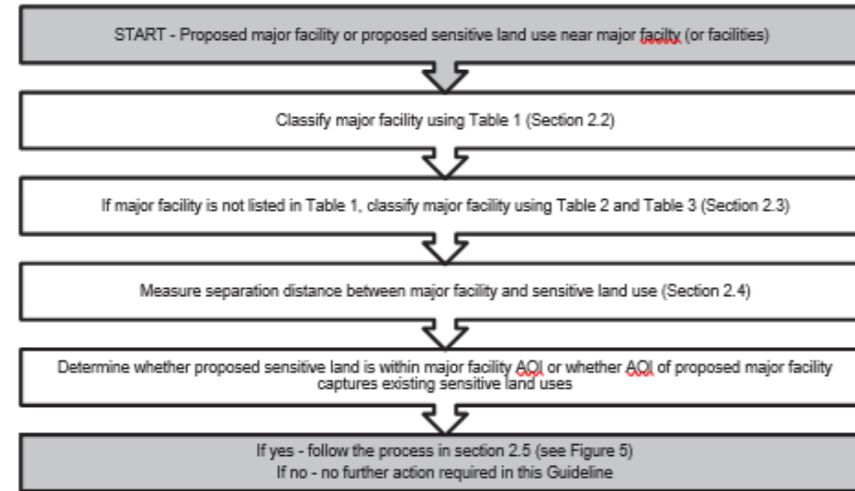 START - Proposed major facility or proposed sensitive land use near major facilty (or facilities)
Classify major facility using Table 1 (Section 2.2)
If major facility is not listed in Table 1, classify major facility using Table 2 and Table 3 (Section 2.3)
Measure separation distance between major facility and sensitive land use (Section 2.4)
Determine whether proposed sensitive land is within major facility AOI or whether AOI of proposed major facility
captures existing sensitive land uses
If yes - follow the process in section 2.5 (see Figure 5)
If no - no further action required in this Guideline